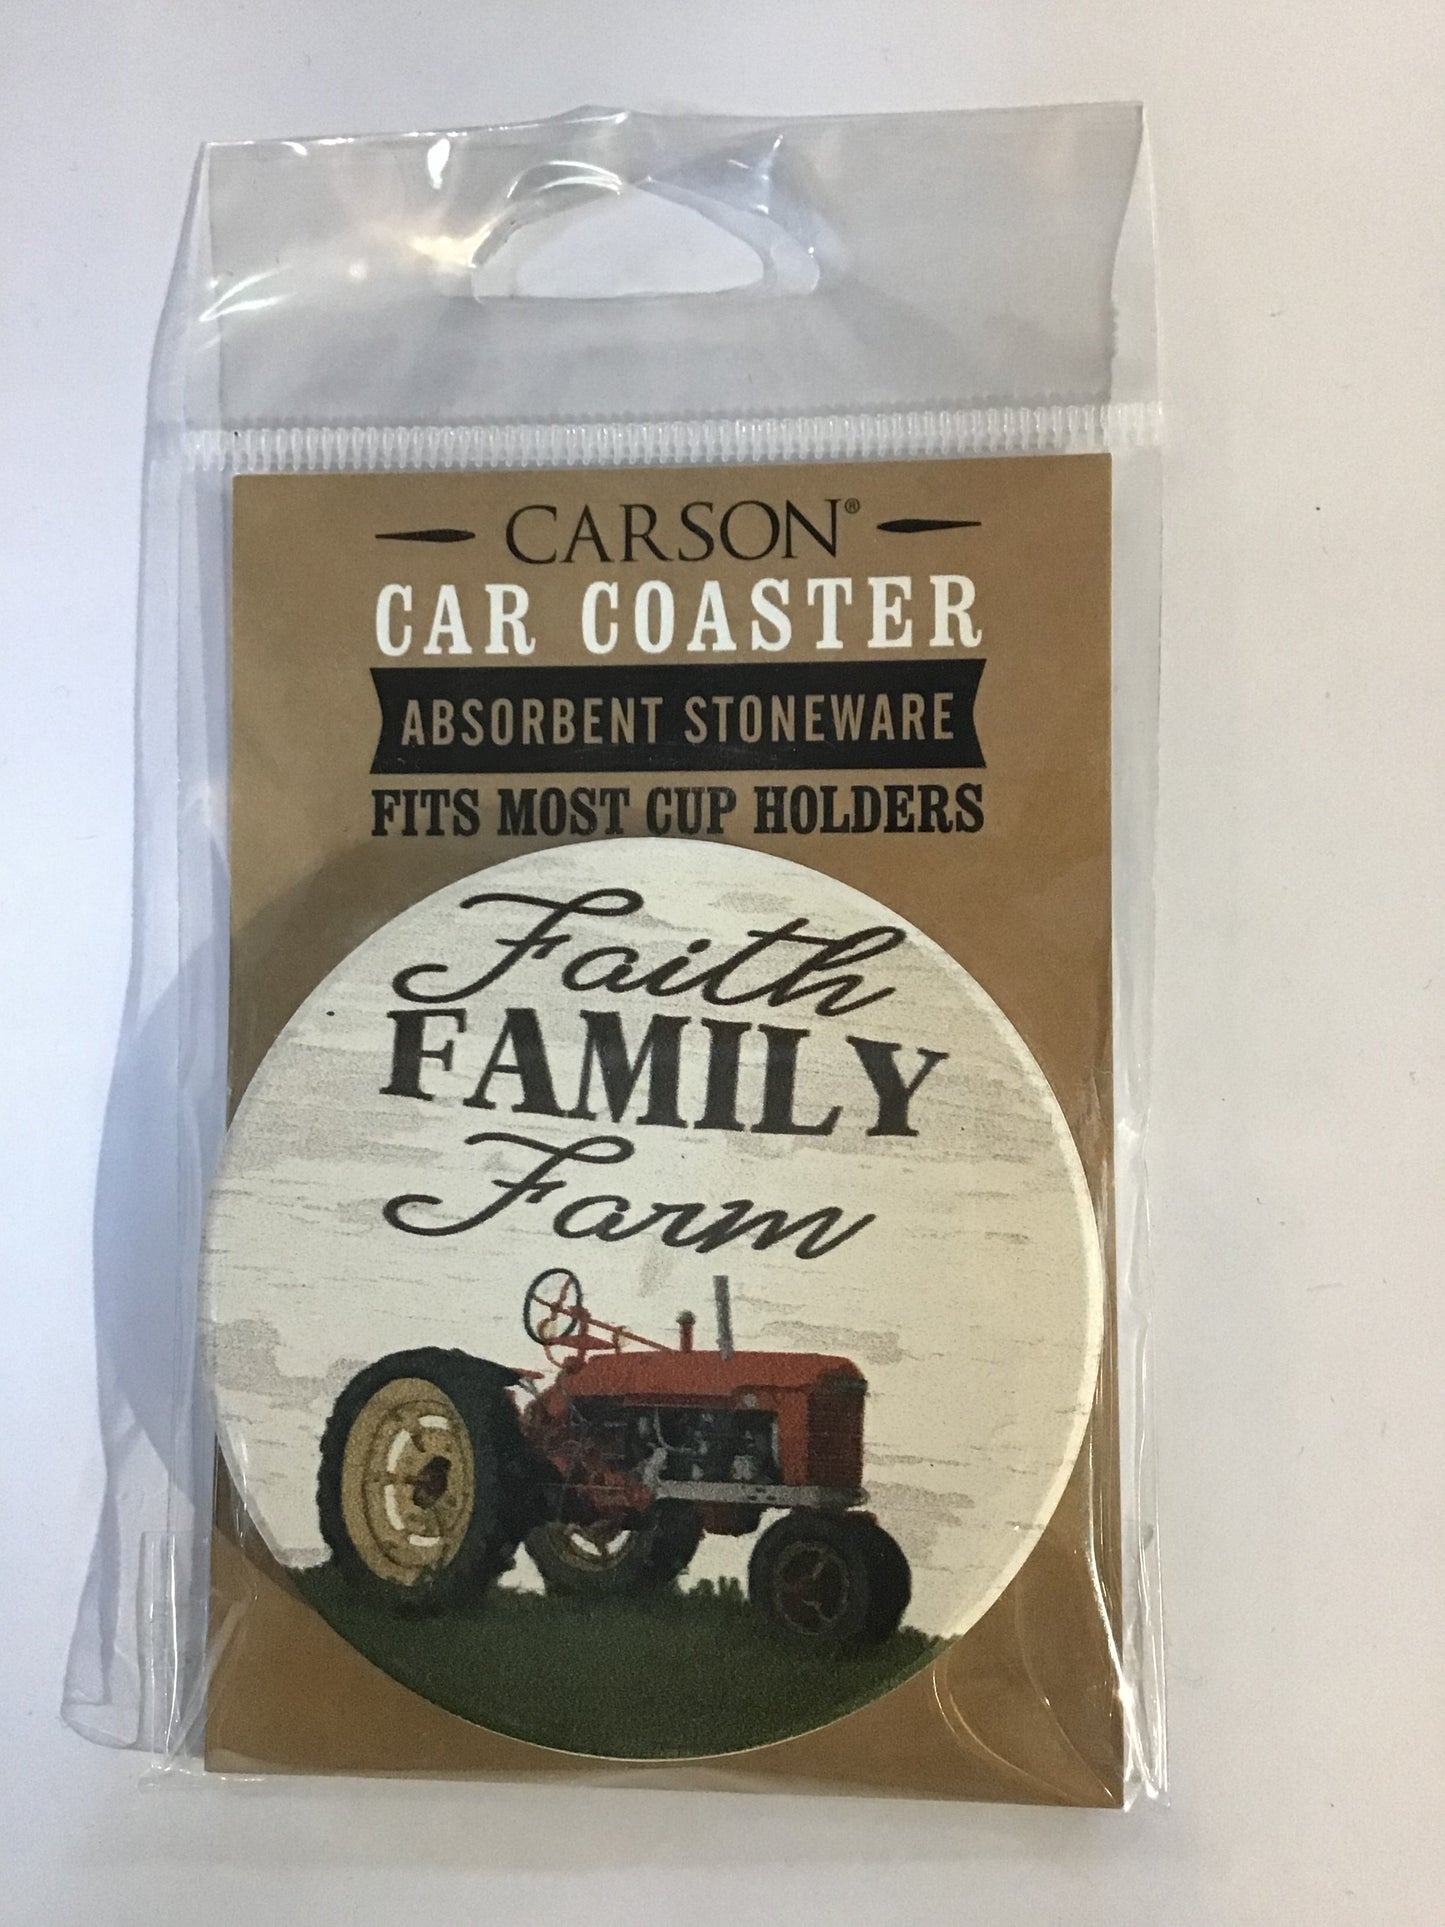 CARSON®
CAR COASTER
ABSORBENT STONEWARE
FITS MOST CUP HOLDERS
Faith
FAMILY
Farm